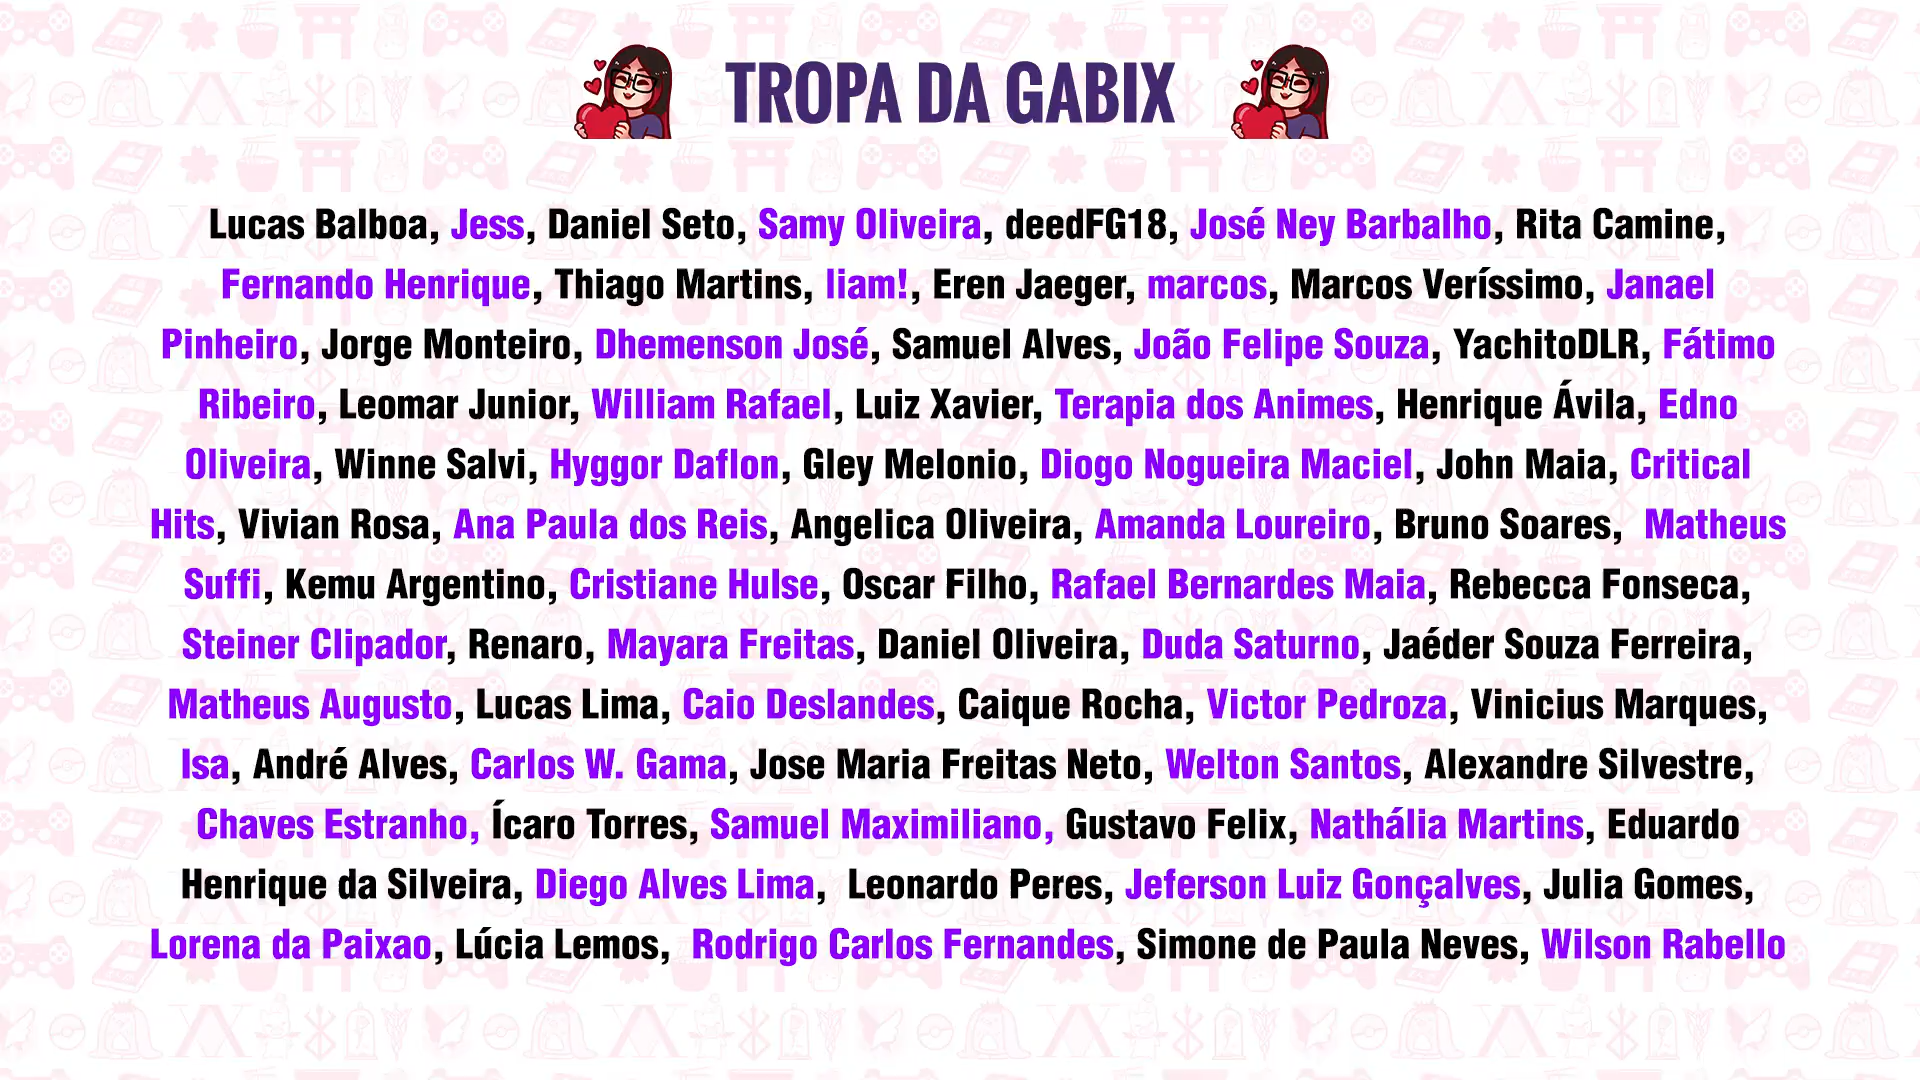 TROPA DA GABIX
Lucas Balboa, Jess, Daniel Seto, Samy Oliveira, deedFG18, José Ney Barbalho, Rita Camine,
Fernando Henrique, Thiago Martins, liam!, Eren Jaeger, marcos, Marcos Veríssimo, Janael
Pinheiro, Jorge Monteiro, Dhemenson José, Samuel Alves, João Felipe Souza, YachitoDLR, Fátimo
Ribeiro, Leomar Junior, William Rafael, Luiz Xavier, Terapia dos Animes, Henrique Ávila, Edno
Oliveira, Winne Salvi, Hyggor Daflon, Gley Melonio, Diogo Nogueira Maciel, John Maia, Critical
Hits, Vivian Rosa, Ana Paula dos Reis, Angelica Oliveira, Amanda Loureiro, Bruno Soares, Matheus
Suffi, Kemu Argentino, Cristiane Hulse, Oscar Filho, Rafael Bernardes Maia, Rebecca Fonseca,
Steiner Clipador, Renaro, Mayara Freitas, Daniel Oliveira, Duda Saturno, Jaéder Souza Ferreira,
Matheus Augusto, Lucas Lima, Caio Deslandes, Caique Rocha, Victor Pedroza, Vinicius Marques,
Isa, André Alves, Carlos W. Gama, Jose Maria Freitas Neto, Welton Santos, Alexandre Silvestre,
Chaves Estranho, Ícaro Torres, Samuel Maximiliano, Gustavo Felix, Nathália Martins, Eduardo
Henrique da Silveira, Diego Alves Lima, Leonardo Peres, Jeferson Luiz Gonçalves, Julia Gomes,
Lorena da Paixao, Lúcia Lemos, Rodrigo Carlos Fernandes, Simone de Paula Neves, Wilson Rabello